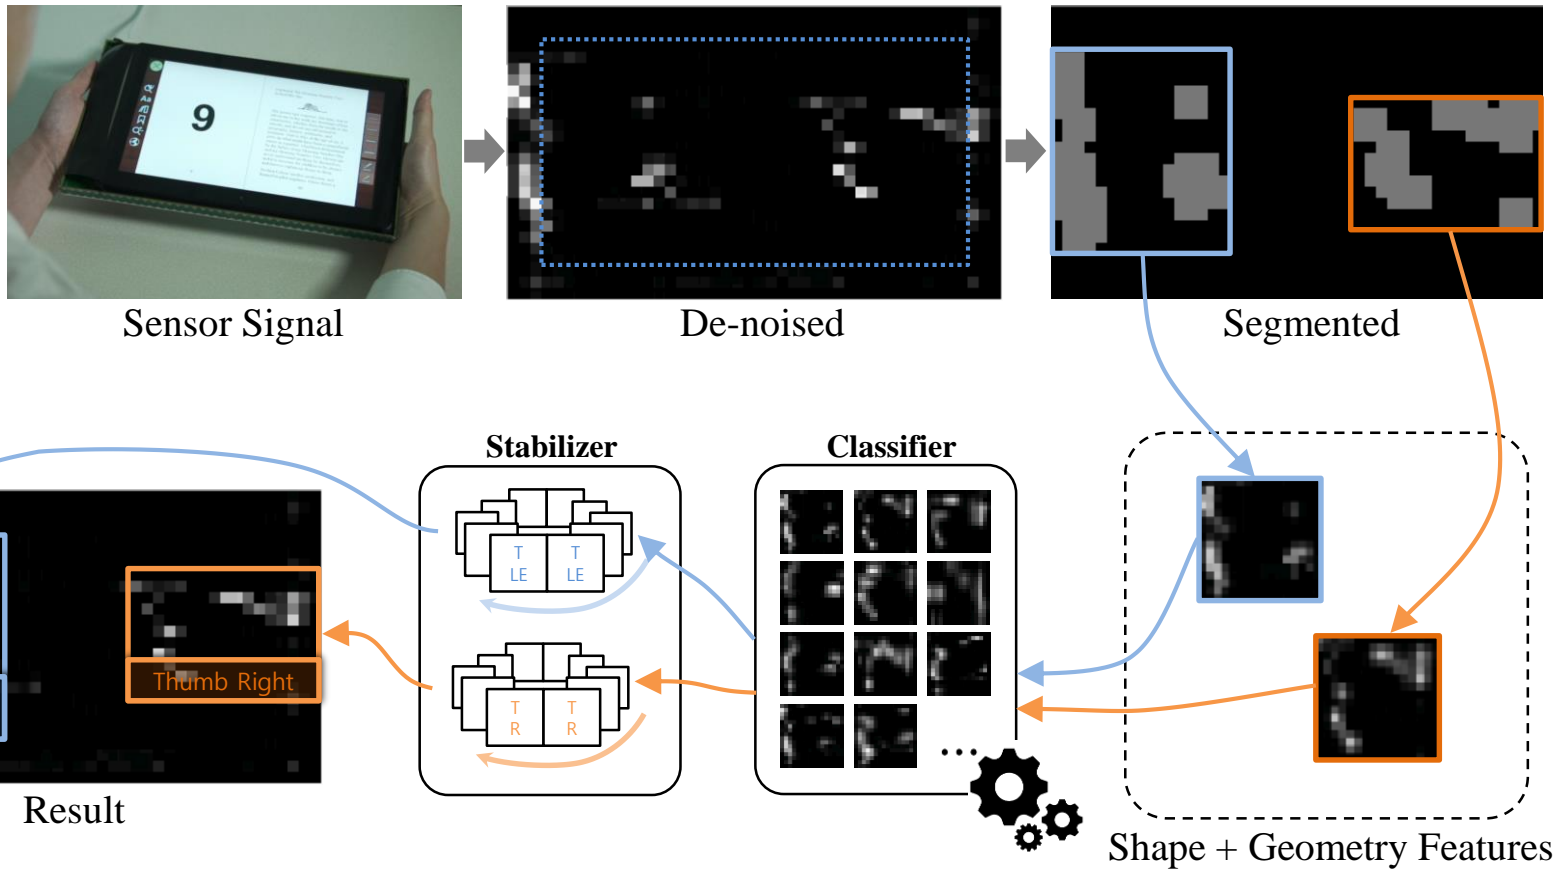 9
Sensor Signal
De-noised
Segmented
Stabilizer
Classifier
T
LE
T
LE
T
R
T
R
...
Thumb Right
Result
Shape + Geometry Features